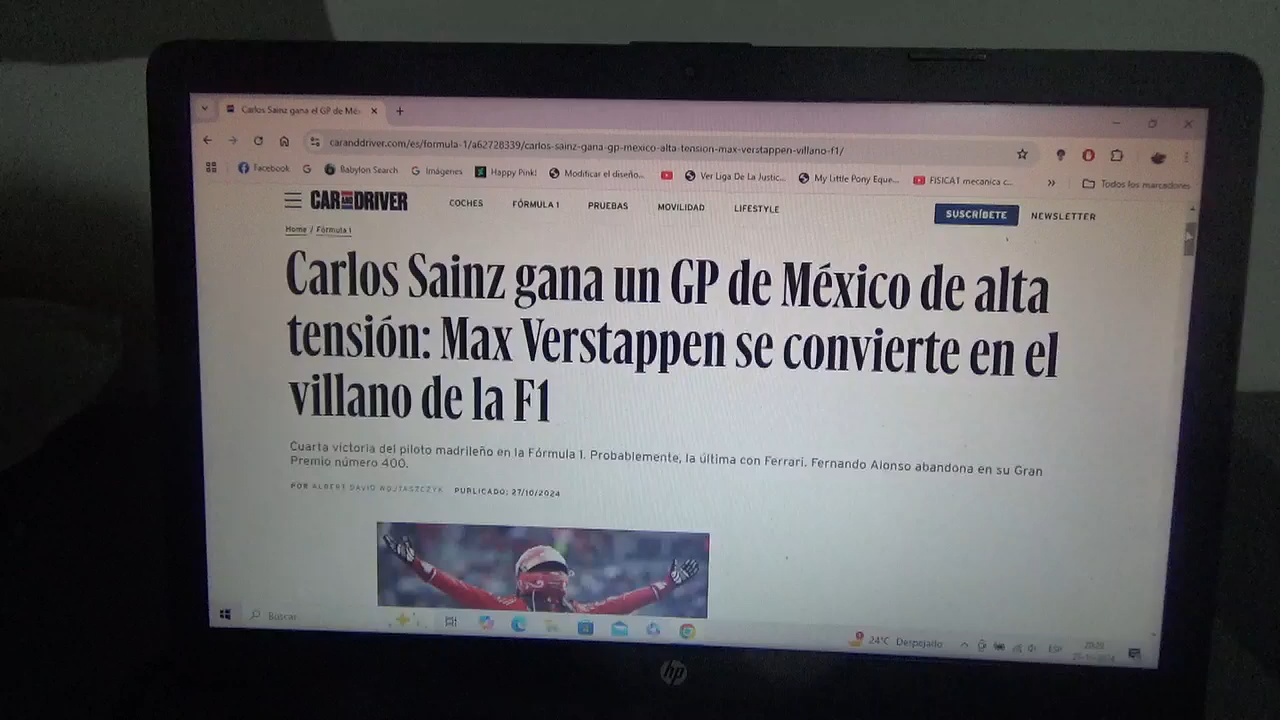 Carlos Sainz gana el GP de Mé
caranddriver.com/es/formula-1/a62728339/carlos-sainz-gana-gp-mexico-alta-tension-max-verstappen-villano-f1/
Facebook G Babylon Search G Imágenes Happy Pink! Modificar el diseño... Ver Liga De La Justic... My Little Pony Eque... FISICA1 mecanica c... » Todos los marcadores
CAR AND DRIVER COCHES FÓRMULA 1 PRUEBAS MOVILIDAD LIFESTYLE SUSCRÍBETE NEWSLETTER
Home / Fórmula 1
Carlos Sainz gana un GP de México de alta
tensión: Max Verstappen se convierte en el
villano de la F1
Cuarta victoria del piloto madrileño en la Fórmula 1. Probablemente, la última con Ferrari. Fernando Alonso abandona en su Gran
Premio número 400.
POR ALBERT DAVID WOJTASZCZYK PUBLICADO: 27/10/2024
Buscar 24°C Despejado ESP
hp